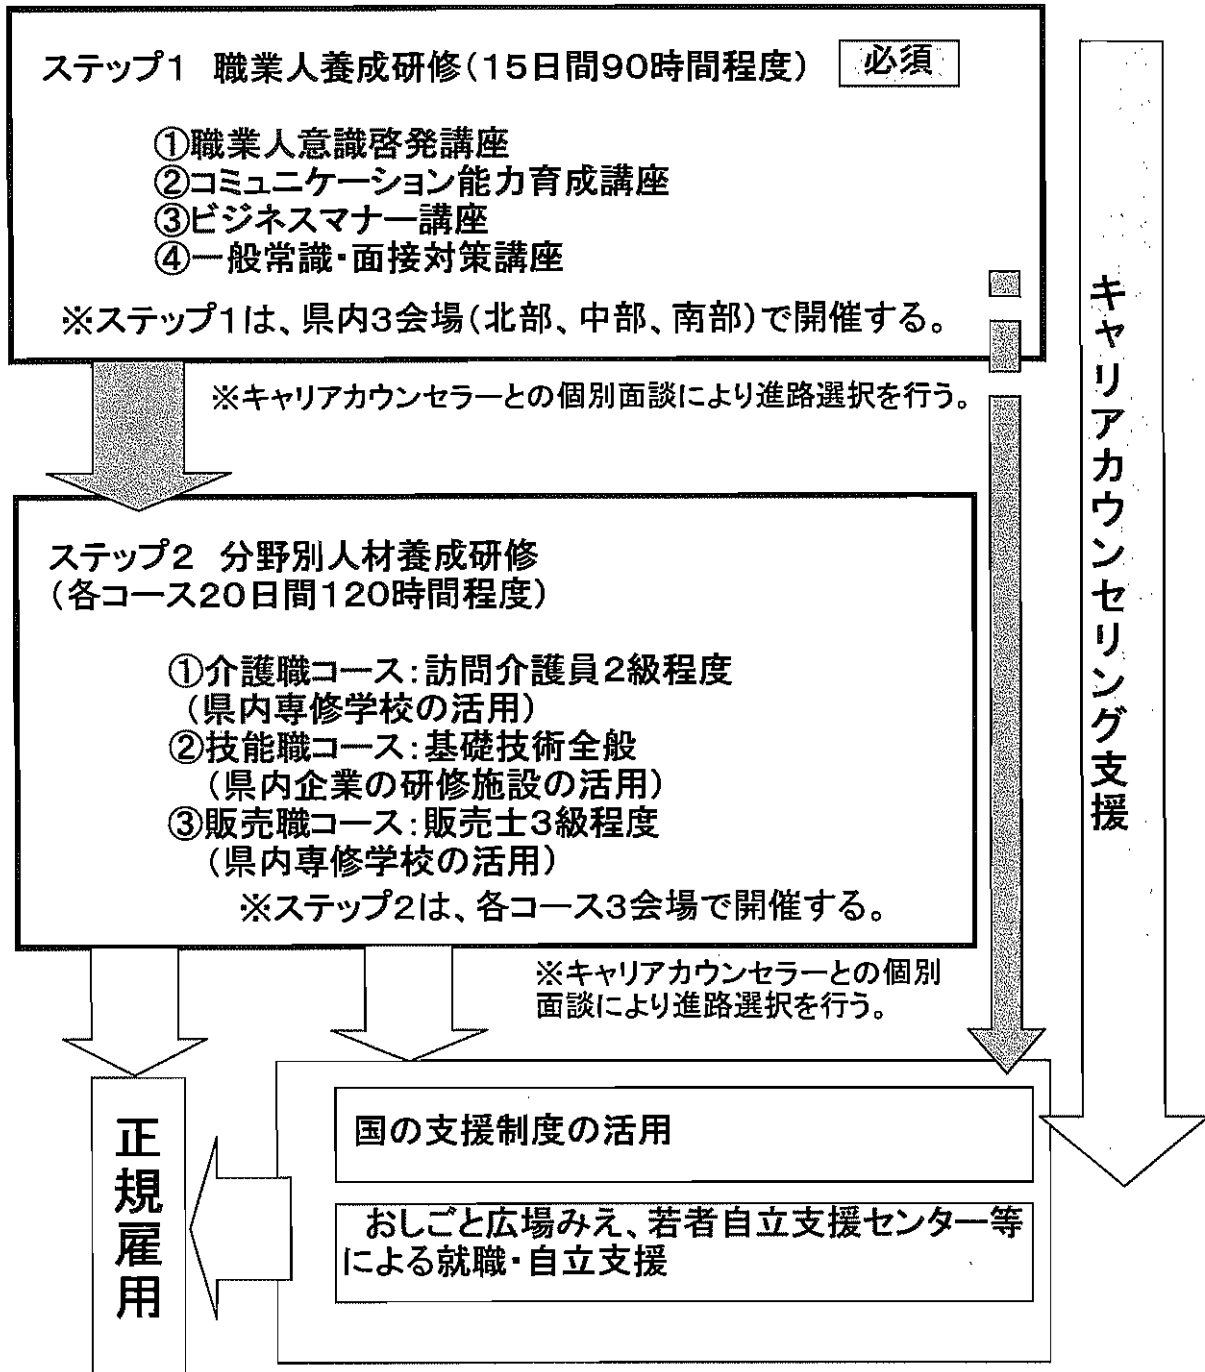 ステップ1 職業人養成研修(15日間90時間程度) 必須
①職業人意識啓発講座
②コミュニケーション能力育成講座
③ビジネスマナー講座
④一般常識・面接対策講座
※ステップ1は、県内3会場(北部、中部、南部)で開催する。
※キャリアカウンセラーとの個別面談により進路選択を行う。
キャリアカウンセリング支援
ステップ2 分野別人材養成研修
(各コース20日間120時間程度)
①介護職コース:訪問介護員2級程度
(県内専修学校の活用)
②技能職コース:基礎技術全般
(県内企業の研修施設の活用)
③販売職コース:販売士3級程度
(県内専修学校の活用)
※ステップ2は、各コース3会場で開催する。
※キャリアカウンセラーとの個別
面談により進路選択を行う。
正規雇用
国の支援制度の活用
おしごと広場みえ、若者自立支援センター等
による就職・自立支援